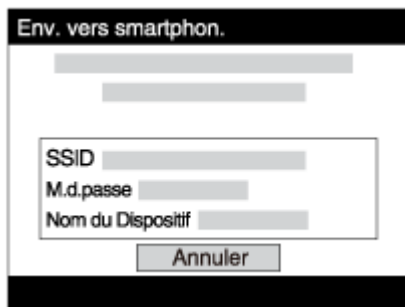 Env. vers smartphon.
SSID
M.d.passe
Nom du Dispositif
Annuler